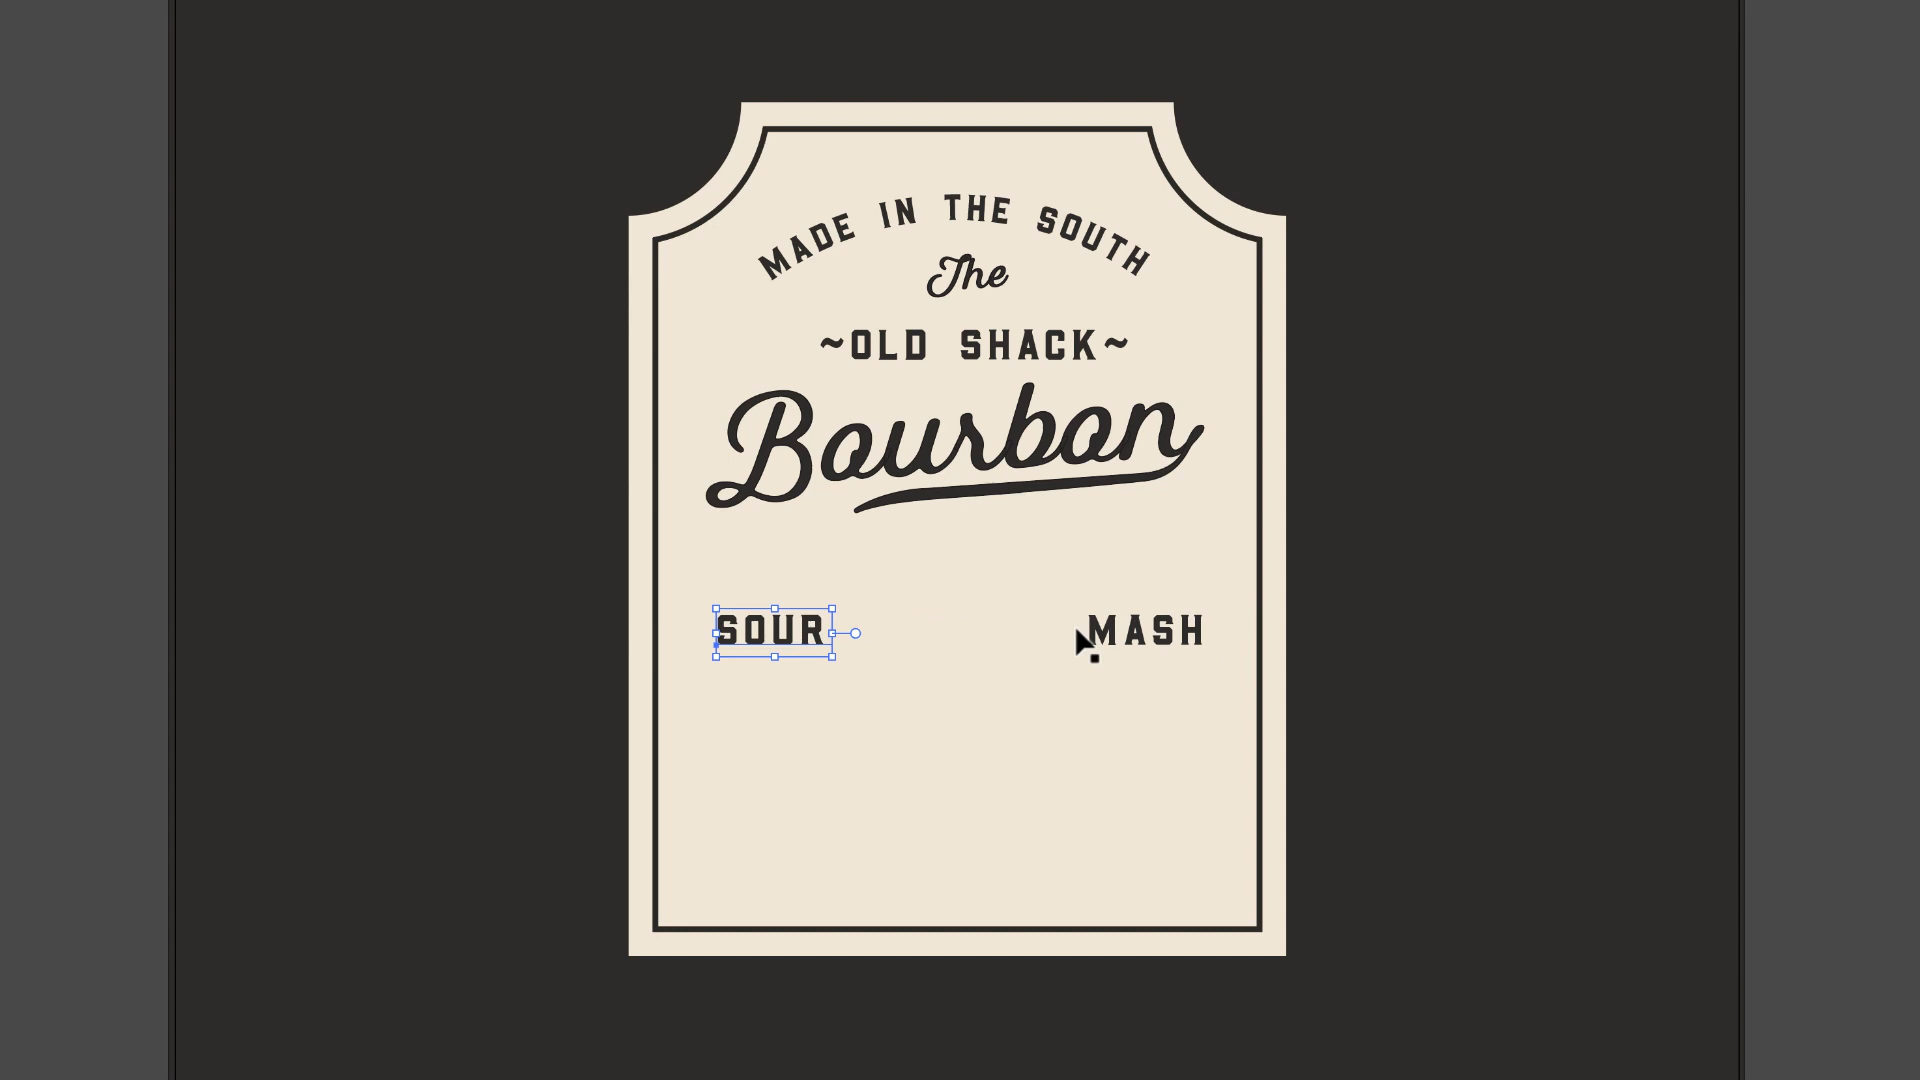 MADE IN THE SOUTH
The
~OLD SHACK~
Bourbon
SOUR MASH